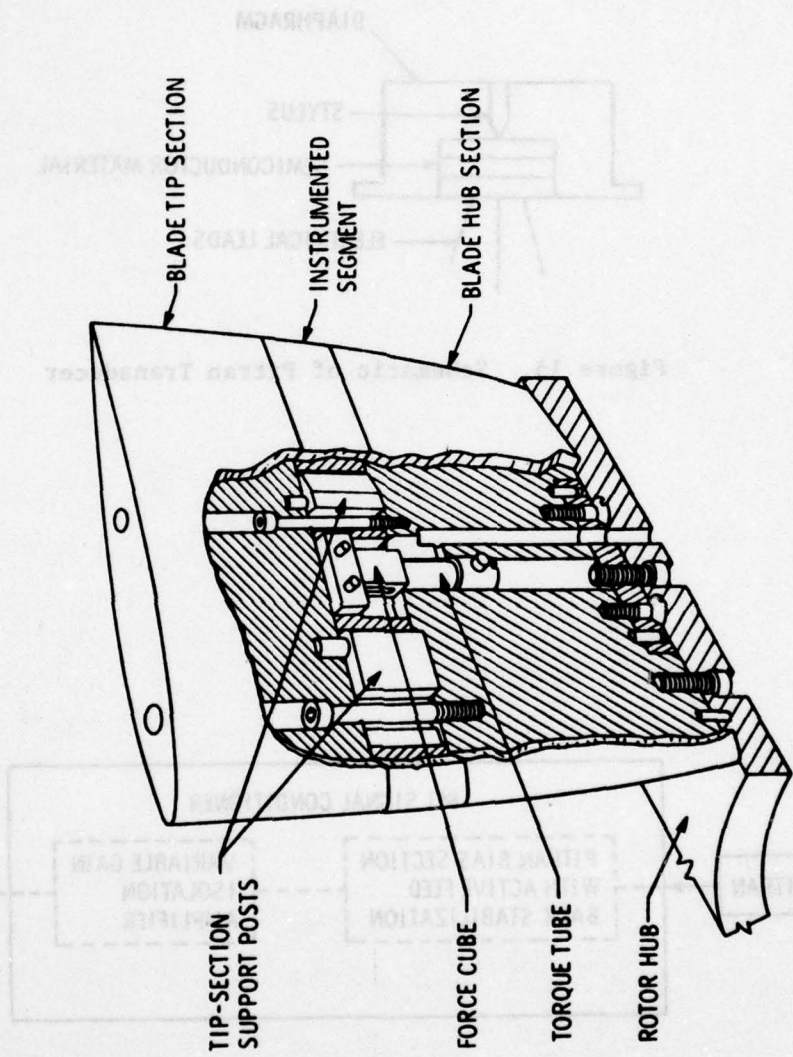 BLADE TIP SECTION
INSTRUMENTED
SEGMENT
BLADE HUB SECTION
TIP-SECTION
SUPPORT POSTS
FORCE CUBE
TORQUE TUBE
ROTOR HUB
DIAPHRAGM
STYLUS
SEMICONDUCTOR MATERIAL
ELECTRICAL LEADS
Figure 15. Schematic of Pitran Transducer
SIGNAL CONDITIONER
PITRAN
PITRAN BIAS SECTION
WITH ACTIVE FEED
BACK STABILIZATION
VARIABLE GAIN
ISOLATION
AMPLIFIER